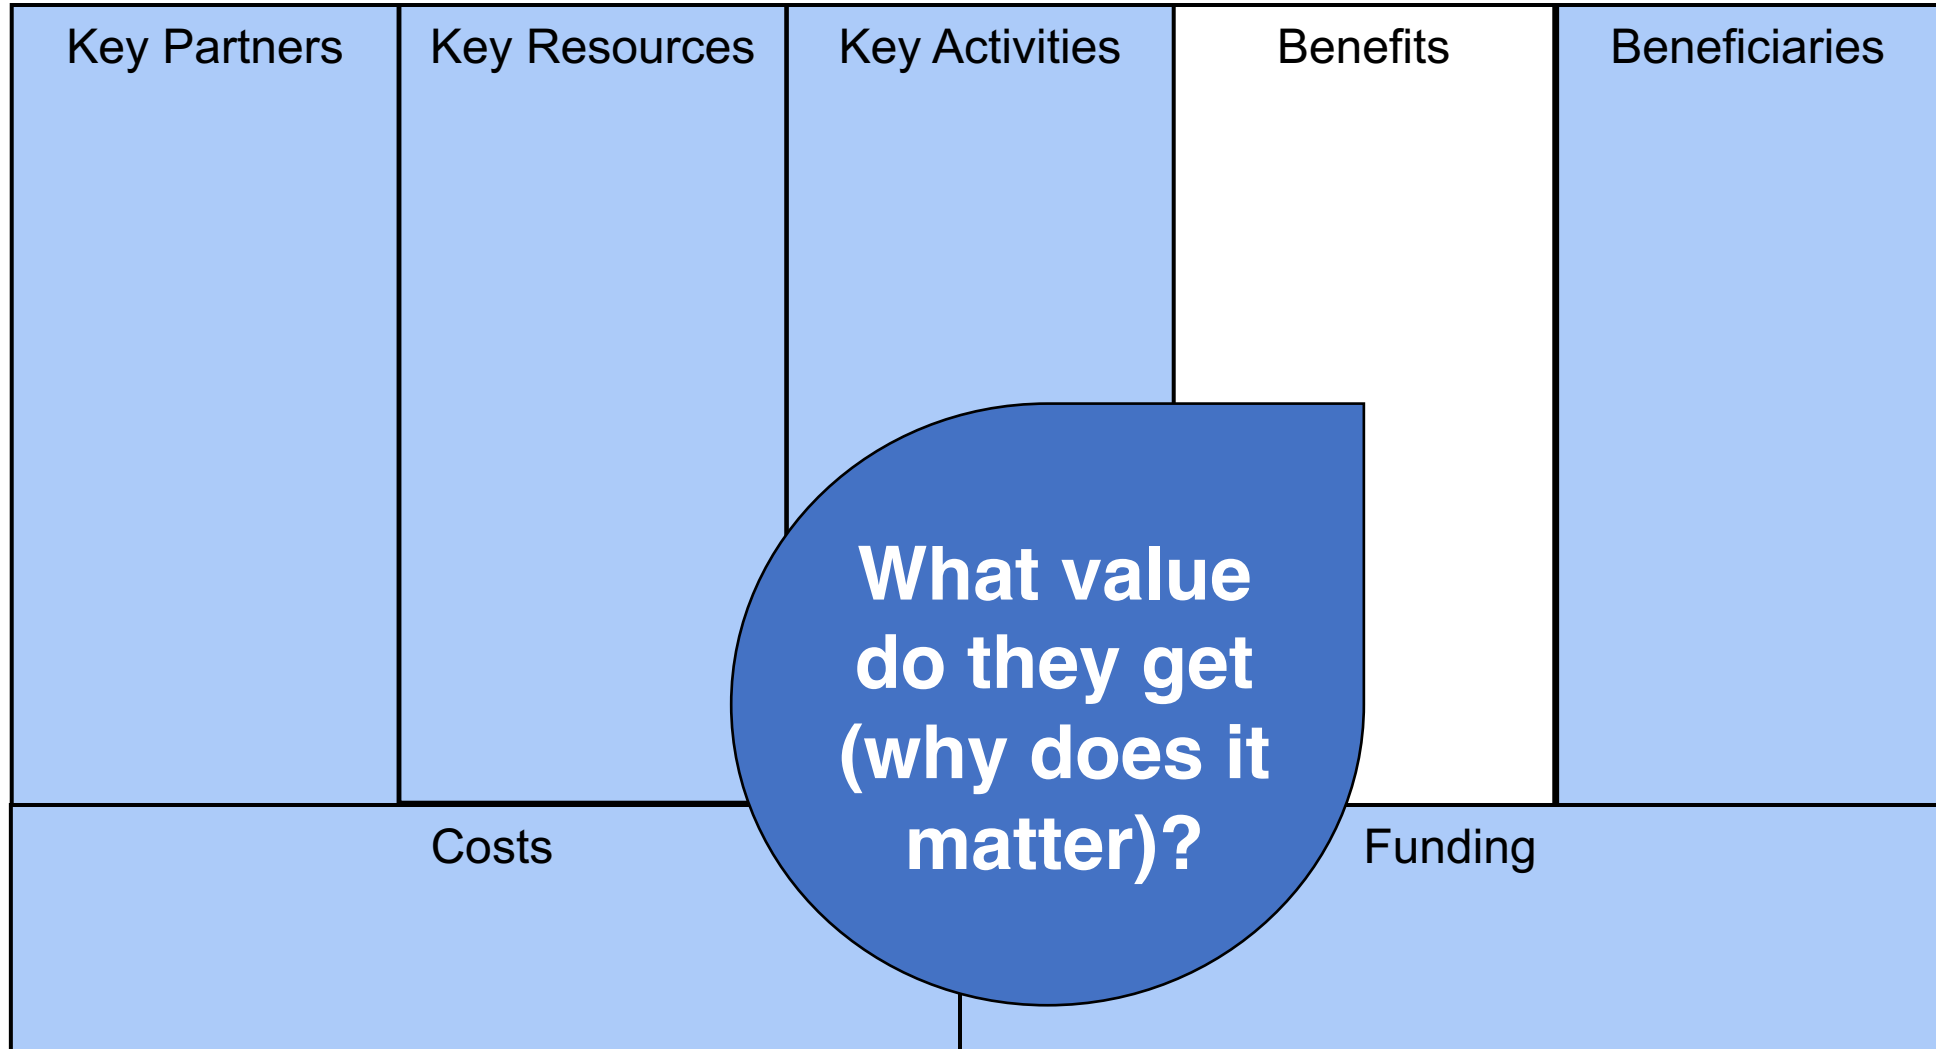 Key Partners
Key Resources
Key Activities
Benefits
Beneficiaries
What value
do they get
(why does it
matter)?
Costs
Funding